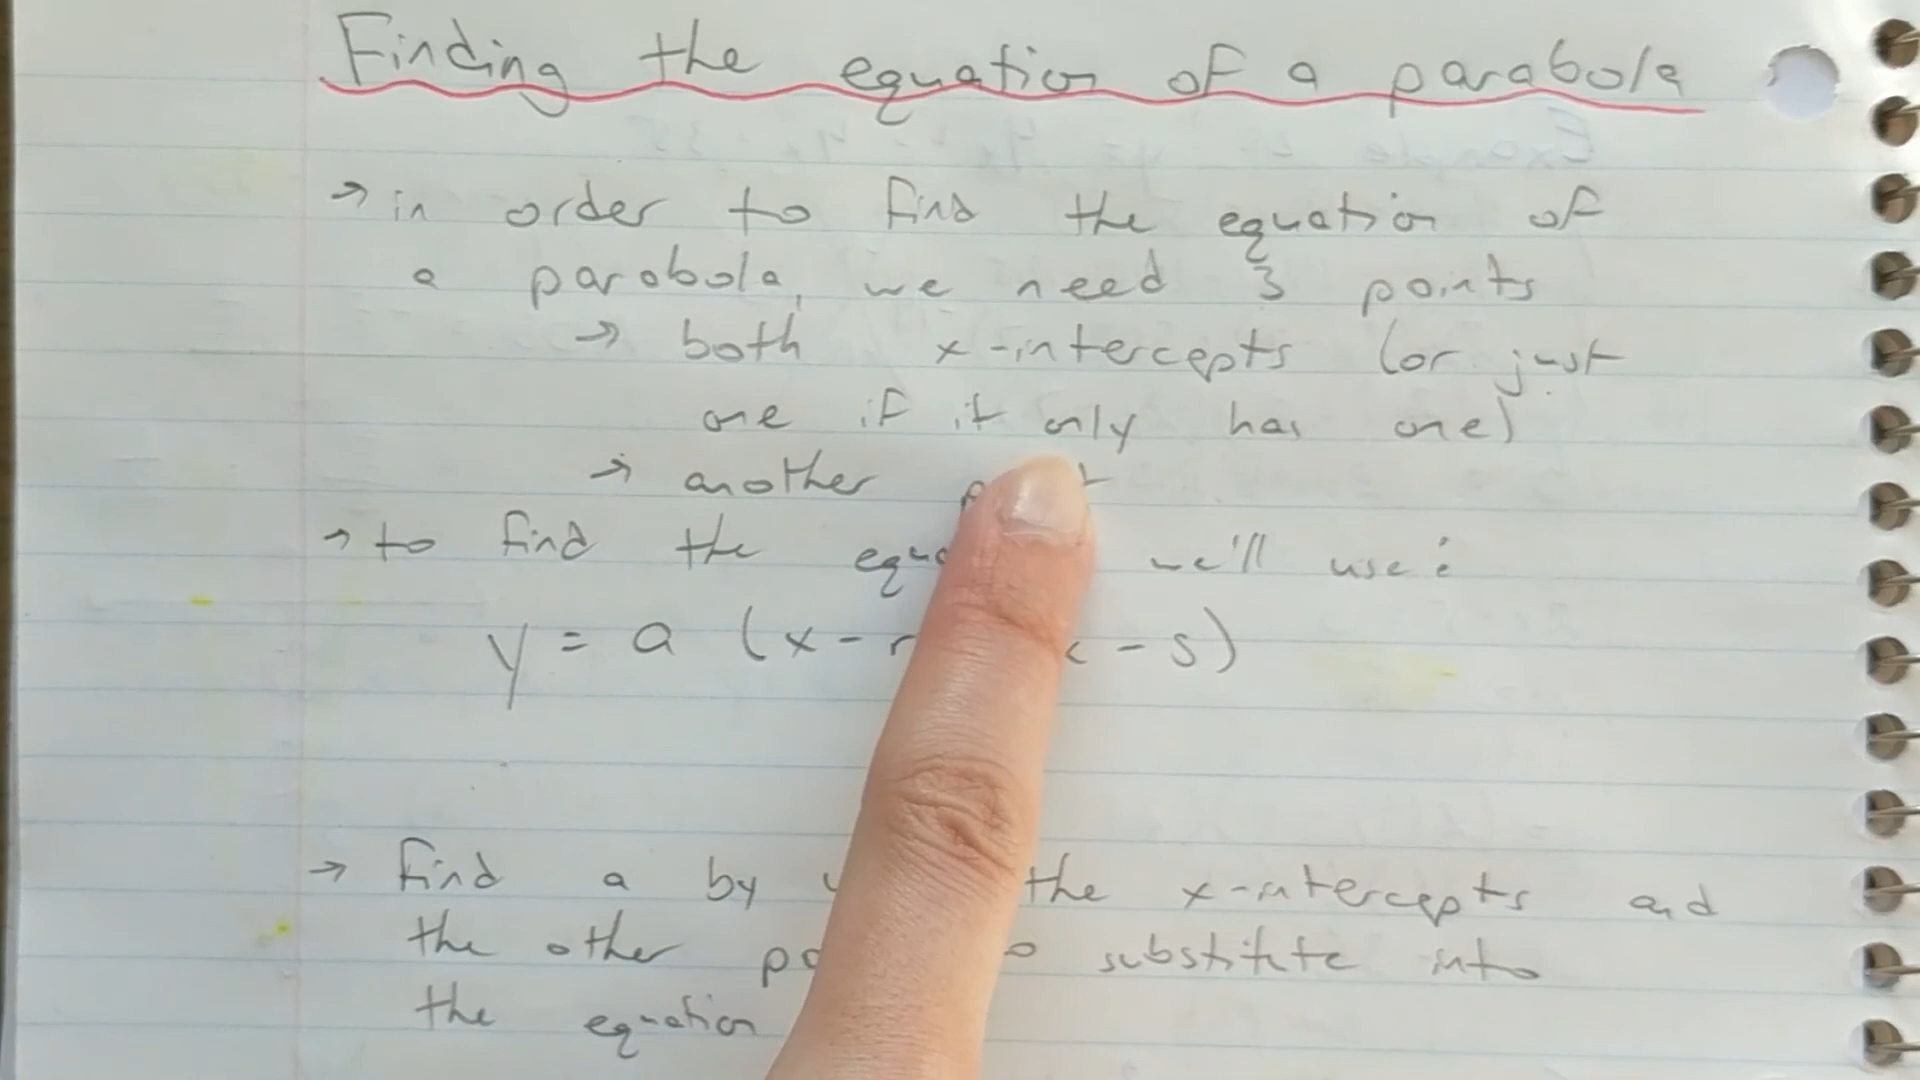 Finding the equation of a parabola
→ in order to find the equation of
a parabola, we need 3 points
→ both x-intercepts (or just
one if it only has one)
→ another
→ to find the we'll use:
y = a (x - - s)
→ find a by the x-intercepts and
the other substitute into
the equation